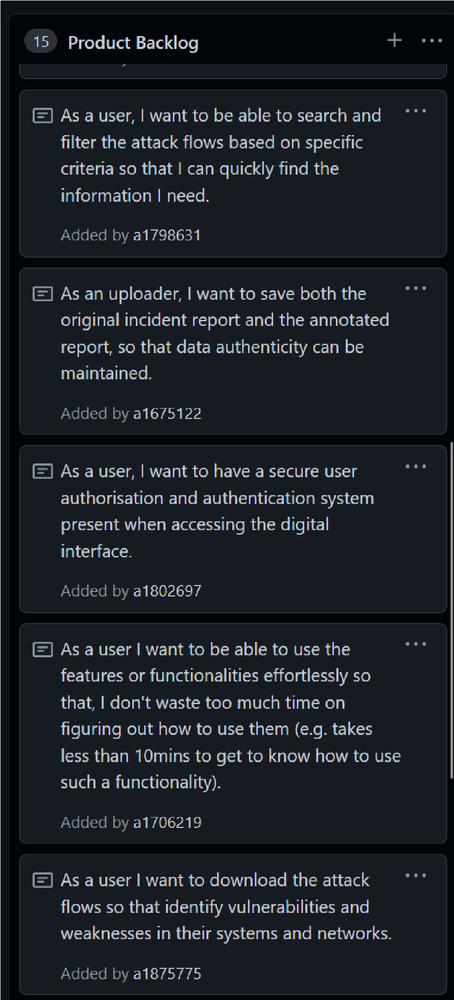 15 Product Backlog
As a user, I want to be able to search and
filter the attack flows based on specific
criteria so that I can quickly find the
information I need.
Added by a1798631
As an uploader, I want to save both the
original incident report and the annotated
report, so that data authenticity can be
maintained.
Added by a1675122
As a user, I want to have a secure user
authorisation and authentication system
present when accessing the digital
interface.
Added by a1802697
As a user I want to be able to use the
features or functionalities effortlessly so
that, I don't waste too much time on
figuring out how to use them (e.g. takes
less than 10mins to get to know how to use
such a functionality).
Added by a1706219
As a user I want to download the attack
flows so that identify vulnerabilities and
weaknesses in their systems and networks.
Added by a1875775